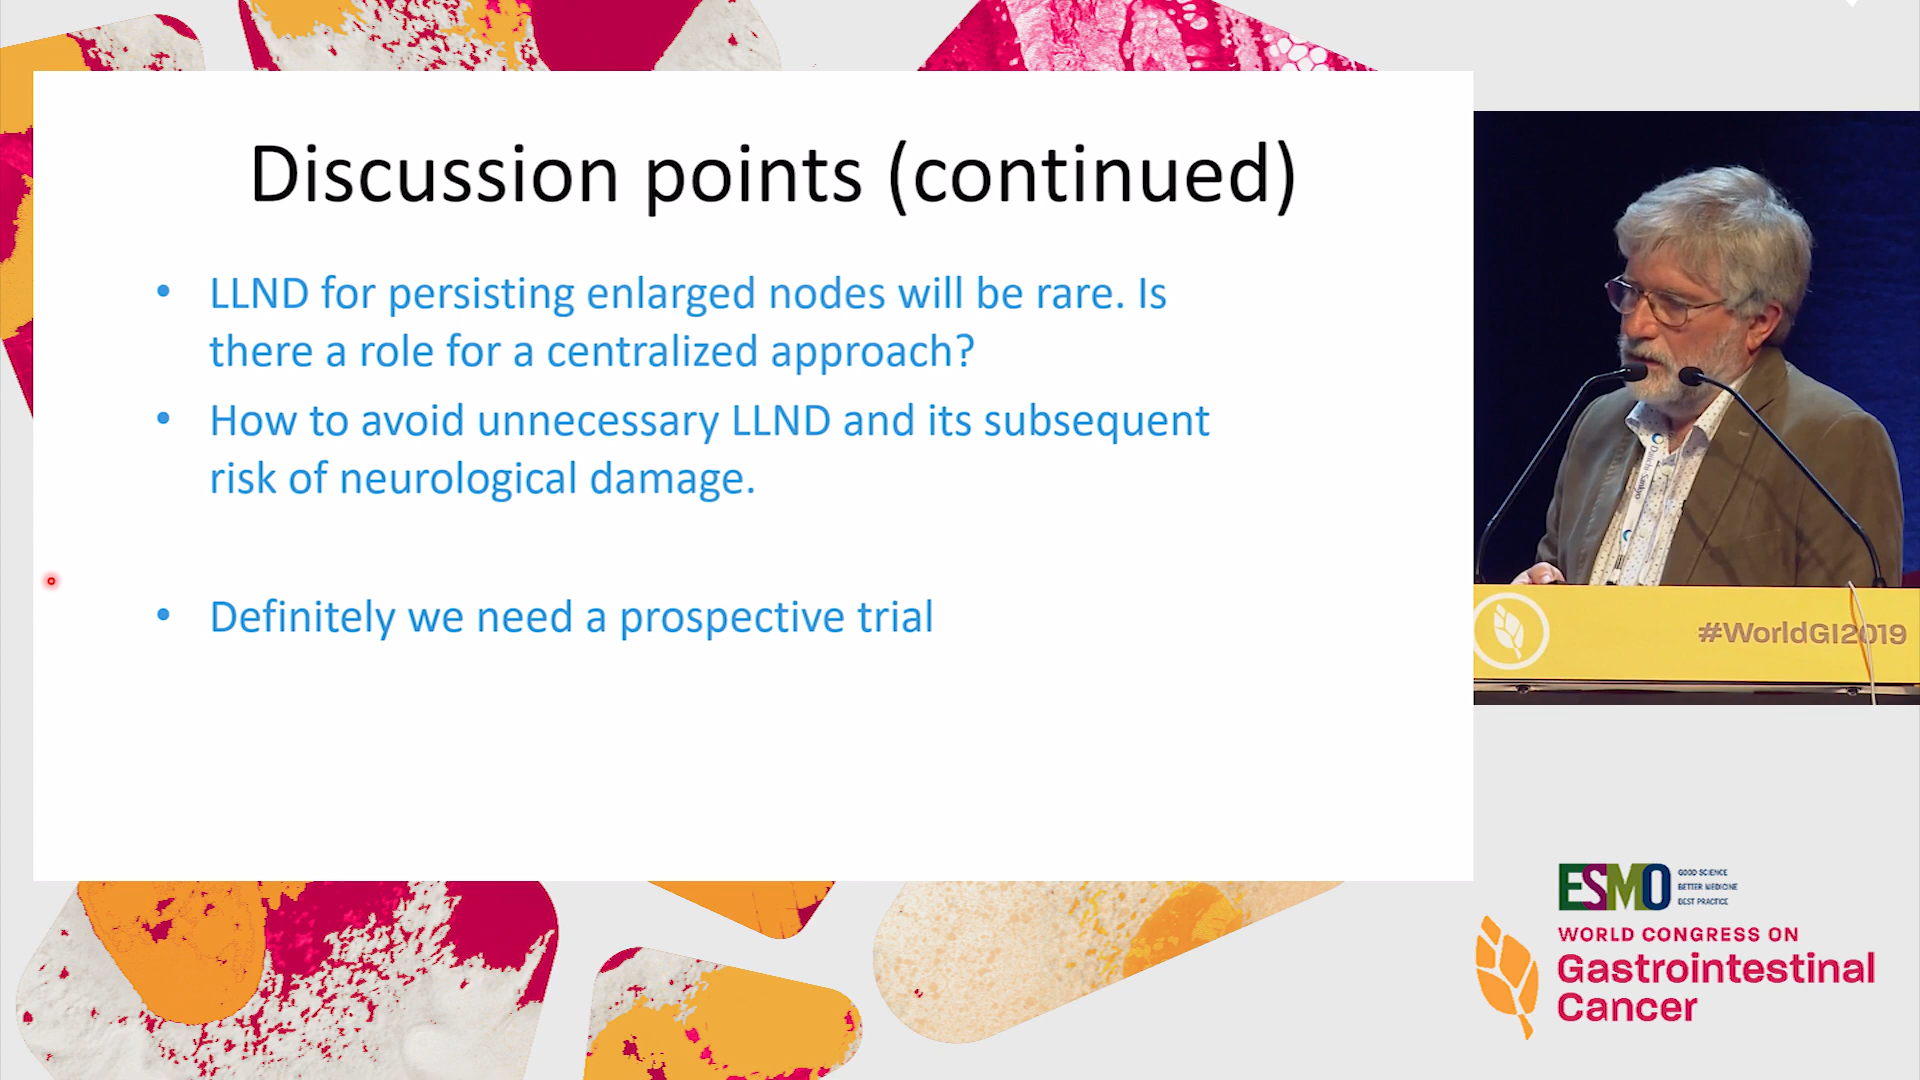 Discussion points (continued)
• LLND for persisting enlarged nodes will be rare. Is
there a role for a centralized approach?
• How to avoid unnecessary LLND and its subsequent
risk of neurological damage.
• Definitely we need a prospective trial
Daiichi-Sankyo
#WorldGI2019
ESMO
GOOD SCIENCE
BETTER MEDICINE
BEST PRACTICE
WORLD CONGRESS ON
Gastrointestinal
Cancer